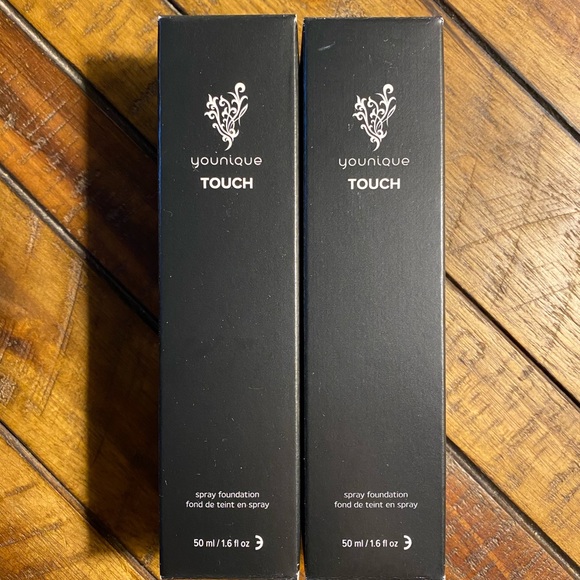 younique
TOUCH
spray foundation
fond de teint en spray
50 ml / 1.6 fl oz
younique
TOUCH
spray foundation
fond de teint en spray
50 ml / 1.6 fl oz